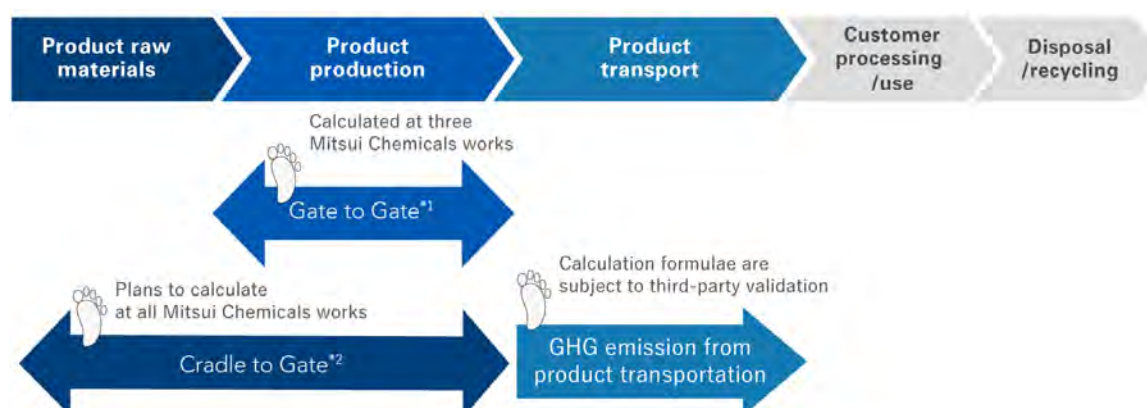 Product raw
materials
Product
production
Product
transport
Customer
processing
/use
Disposal
/recycling
Calculated at three
Mitsui Chemicals works
Gate to Gate*1
Plans to calculate
at all Mitsui Chemicals works
Cradle to Gate*2
Calculation formulae are
subject to third-party validation
GHG emission from
product transportation